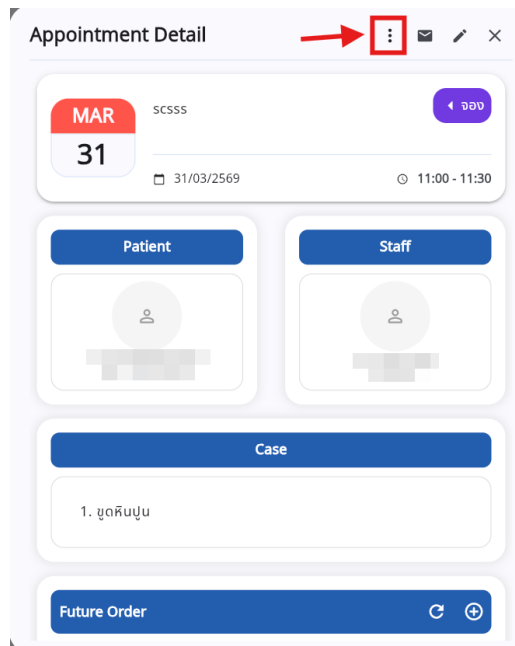 Appointment Detail
MAR
31
scsss
จอง
31/03/2569
11:00 - 11:30
Patient
Staff
Case
1. ขูดหินปูน
Future Order